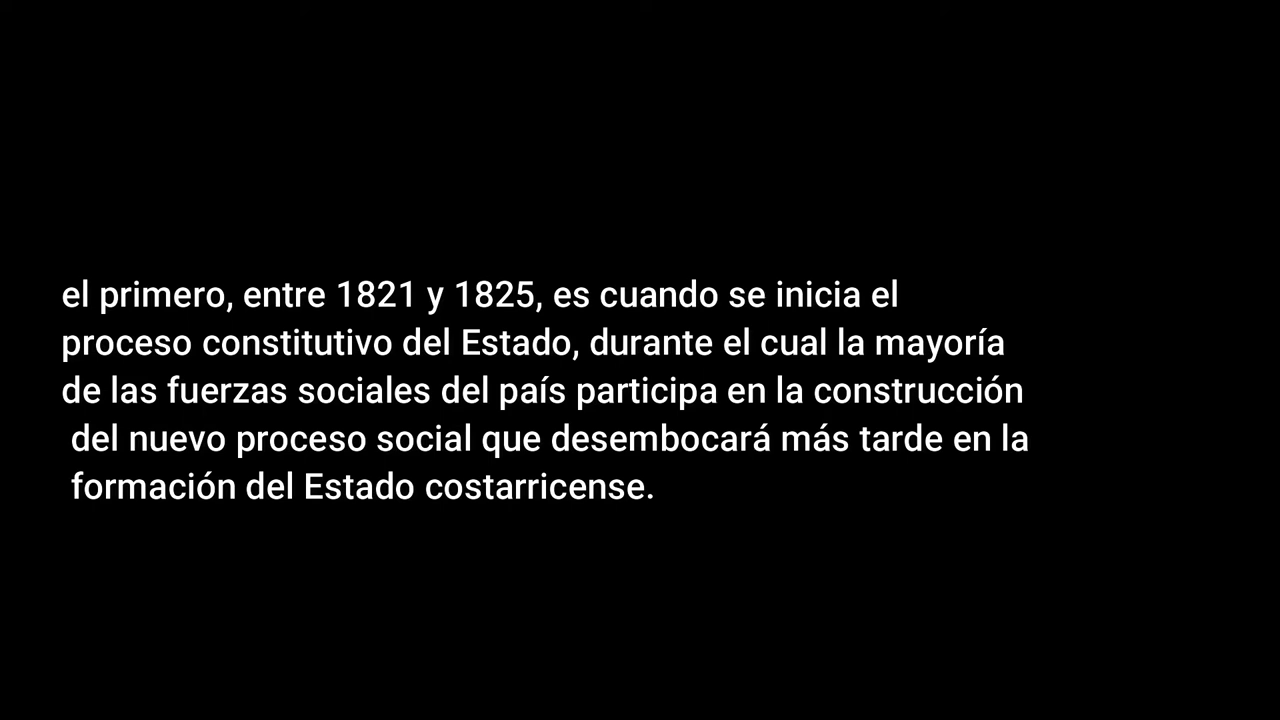 el primero, entre 1821 y 1825, es cuando se inicia el
proceso constitutivo del Estado, durante el cual la mayoría
de las fuerzas sociales del país participa en la construcción
del nuevo proceso social que desembocará más tarde en la
formación del Estado costarricense.